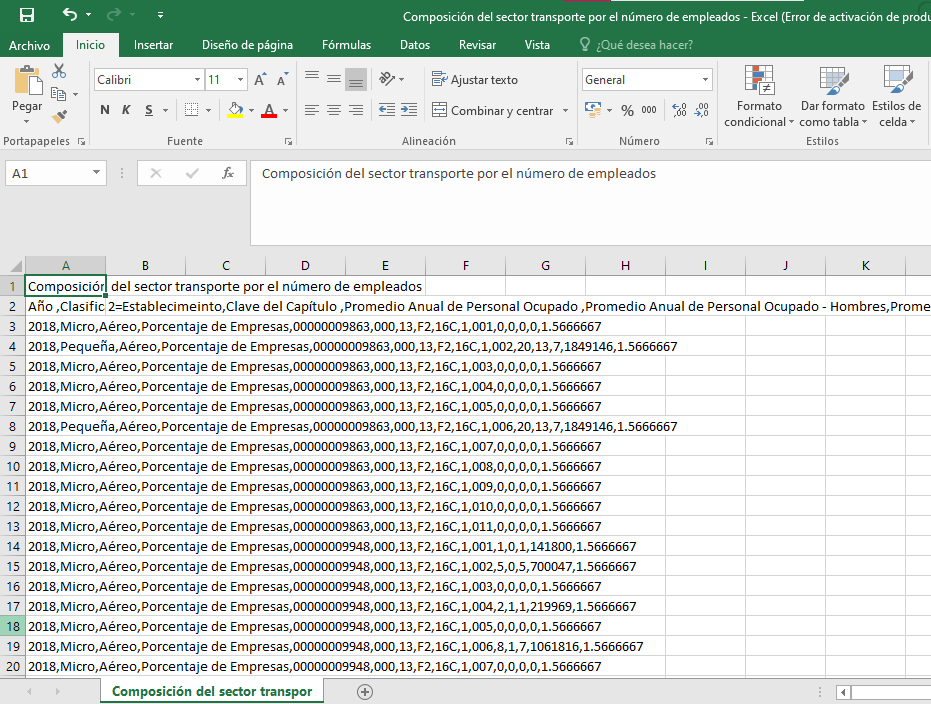 Composición del sector transporte por el número de empleados - Excel (Error de activación de produ
Archivo Inicio Insertar Diseño de página Fórmulas Datos Revisar Vista ¿Qué desea hacer?
Pegar
Calibri 11
N K S
Ajustar texto
Combinar y centrar
General
% 000
Formato condicional
Dar formato como tabla
Estilos de celda
Portapapeles Fuente Alineación Número Estilos
A1 fx Composición del sector transporte por el número de empleados
A B C D E F G H I J K
1 Composición del sector transporte por el número de empleados
2 Año ,Clasific 2=Establecimeinto,Clave del Capítulo ,Promedio Anual de Personal Ocupado ,Promedio Anual de Personal Ocupado - Hombres,Prome
3 2018,Micro,Aéreo,Porcentaje de Empresas,00000009863,000,13,F2,16C,1,001,0,0,0,0,1.5666667
4 2018,Pequeña,Aéreo,Porcentaje de Empresas,00000009863,000,13,F2,16C,1,002,20,13,7,1849146,1.5666667
5 2018,Micro,Aéreo,Porcentaje de Empresas,00000009863,000,13,F2,16C,1,003,0,0,0,0,1.5666667
6 2018,Micro,Aéreo,Porcentaje de Empresas,00000009863,000,13,F2,16C,1,004,0,0,0,0,1.5666667
7 2018,Micro,Aéreo,Porcentaje de Empresas,00000009863,000,13,F2,16C,1,005,0,0,0,0,1.5666667
8 2018,Pequeña,Aéreo,Porcentaje de Empresas,00000009863,000,13,F2,16C,1,006,20,13,7,1849146,1.5666667
9 2018,Micro,Aéreo,Porcentaje de Empresas,00000009863,000,13,F2,16C,1,007,0,0,0,0,1.5666667
10 2018,Micro,Aéreo,Porcentaje de Empresas,00000009863,000,13,F2,16C,1,008,0,0,0,0,1.5666667
11 2018,Micro,Aéreo,Porcentaje de Empresas,00000009863,000,13,F2,16C,1,009,0,0,0,0,1.5666667
12 2018,Micro,Aéreo,Porcentaje de Empresas,00000009863,000,13,F2,16C,1,010,0,0,0,0,1.5666667
13 2018,Micro,Aéreo,Porcentaje de Empresas,00000009863,000,13,F2,16C,1,011,0,0,0,0,1.5666667
14 2018,Micro,Aéreo,Porcentaje de Empresas,00000009948,000,13,F2,16C,1,001,1,0,1,141800,1.5666667
15 2018,Micro,Aéreo,Porcentaje de Empresas,00000009948,000,13,F2,16C,1,002,5,0,5,700047,1.5666667
16 2018,Micro,Aéreo,Porcentaje de Empresas,00000009948,000,13,F2,16C,1,003,0,0,0,0,1.5666667
17 2018,Micro,Aéreo,Porcentaje de Empresas,00000009948,000,13,F2,16C,1,004,2,1,1,219969,1.5666667
18 2018,Micro,Aéreo,Porcentaje de Empresas,00000009948,000,13,F2,16C,1,005,0,0,0,0,1.5666667
19 2018,Micro,Aéreo,Porcentaje de Empresas,00000009948,000,13,F2,16C,1,006,8,1,7,1061816,1.5666667
20 2018,Micro,Aéreo,Porcentaje de Empresas,00000009948,000,13,F2,16C,1,007,0,0,0,0,1.5666667
Composición del sector transpor